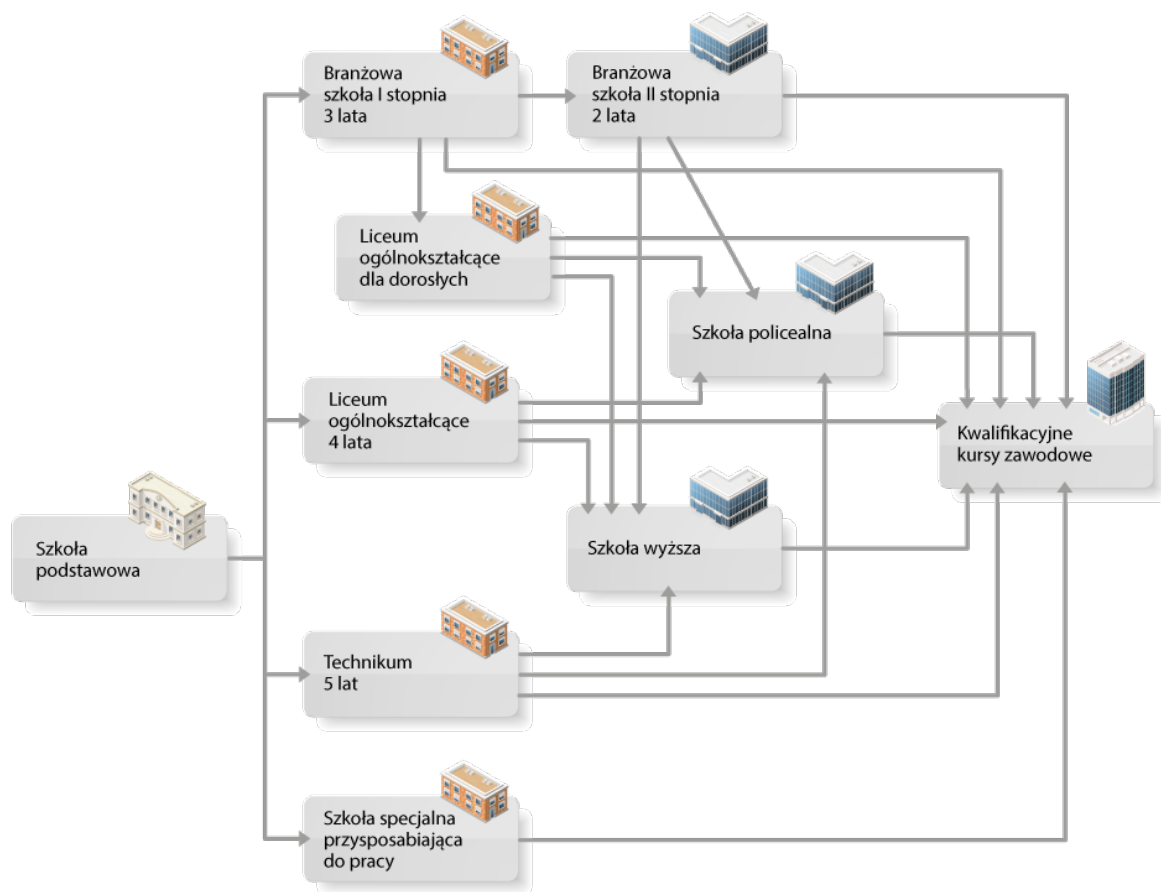 Branżowa
szkoła I stopnia
3 lata
Branżowa
szkoła II stopnia
2 lata
Liceum
ogólnokształcące
dla dorosłych
Szkoła policealna
Liceum
ogólnokształcące
4 lata
Kwalifikacyjne
kursy zawodowe
Szkoła
podstawowa
Szkoła wyższa
Technikum
5 lat
Szkoła specjalna
przysposabiająca
do pracy